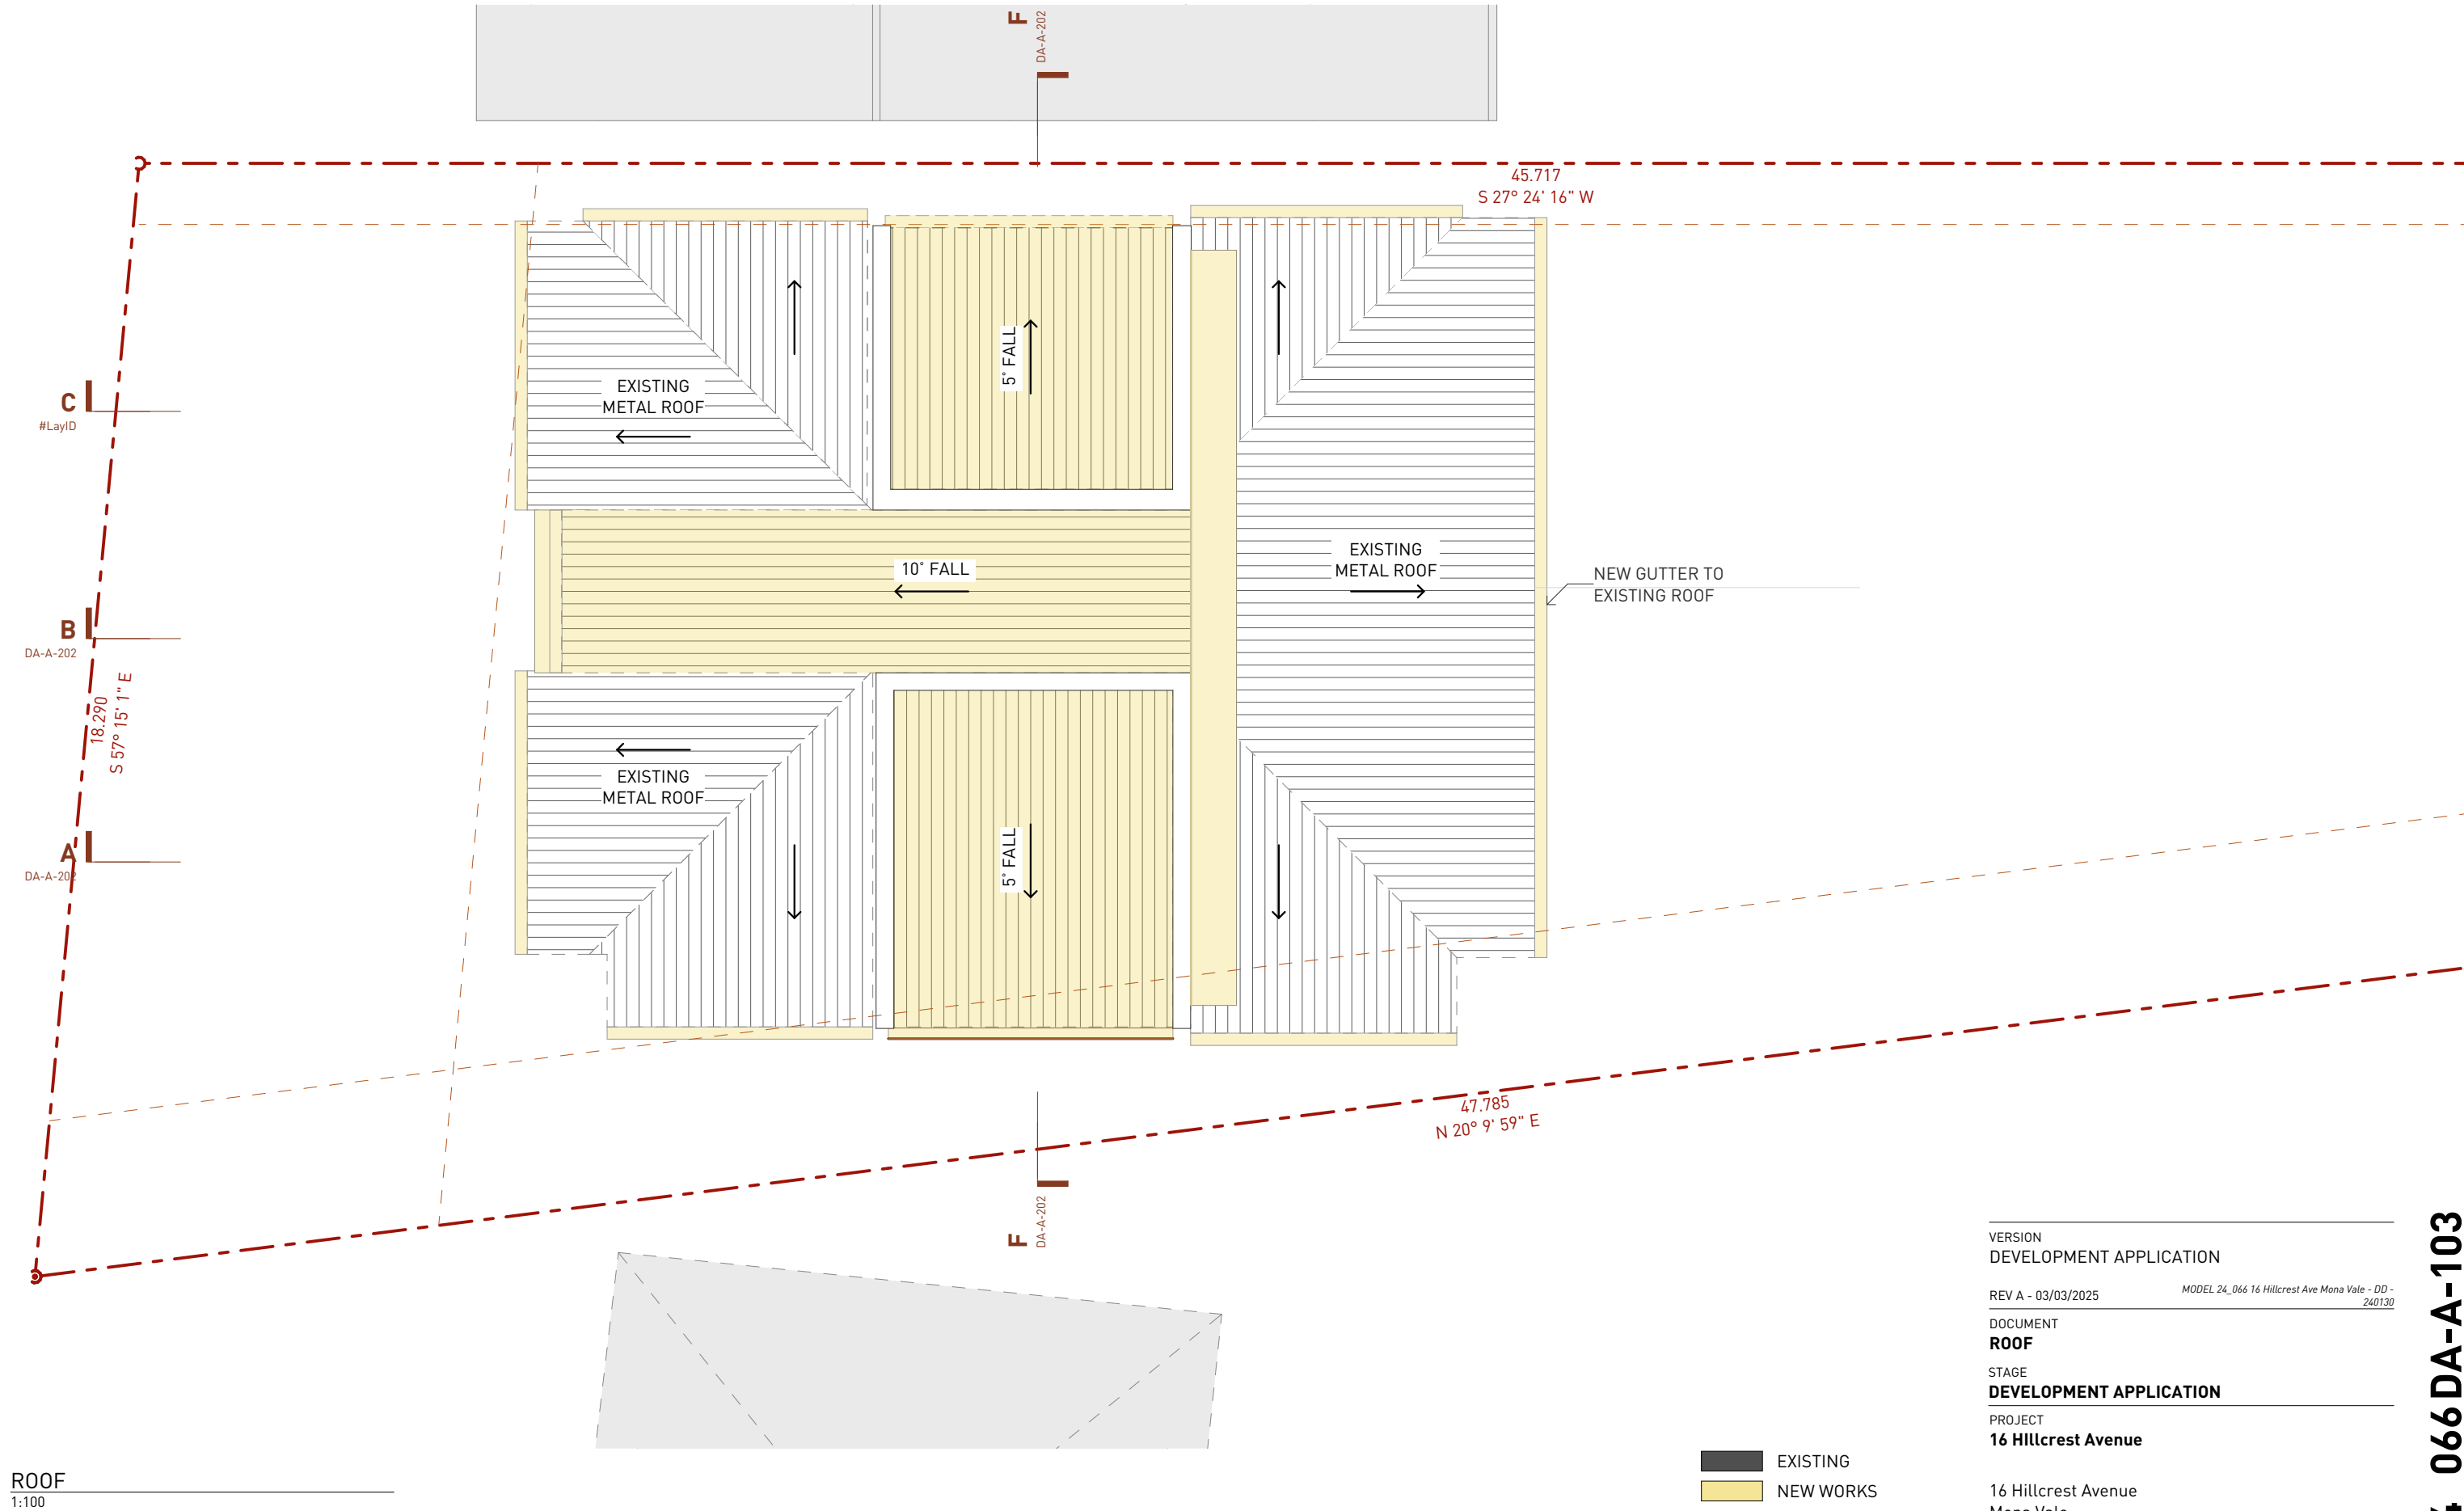 F
DA-A-202
45.717
S 27° 24' 16" W
5° FALL
EXISTING
METAL ROOF
C
#LayID
EXISTING
METAL ROOF
10° FALL
NEW GUTTER TO
EXISTING ROOF
B
DA-A-202
18.290
S 57° 15' 1" E
EXISTING
METAL ROOF
5° FALL
A
DA-A-202
47.785
N 20° 9' 59" E
F
DA-A-202
VERSION
DEVELOPMENT APPLICATION
REV A - 03/03/2025
MODEL 24_066 16 Hillcrest Ave Mona Vale - DD -
240130
DOCUMENT
ROOF
STAGE
DEVELOPMENT APPLICATION
PROJECT
16 HIllcrest Avenue
16 Hillcrest Avenue
Mona Vale
066DA-A-103
EXISTING
NEW WORKS
ROOF
1:100